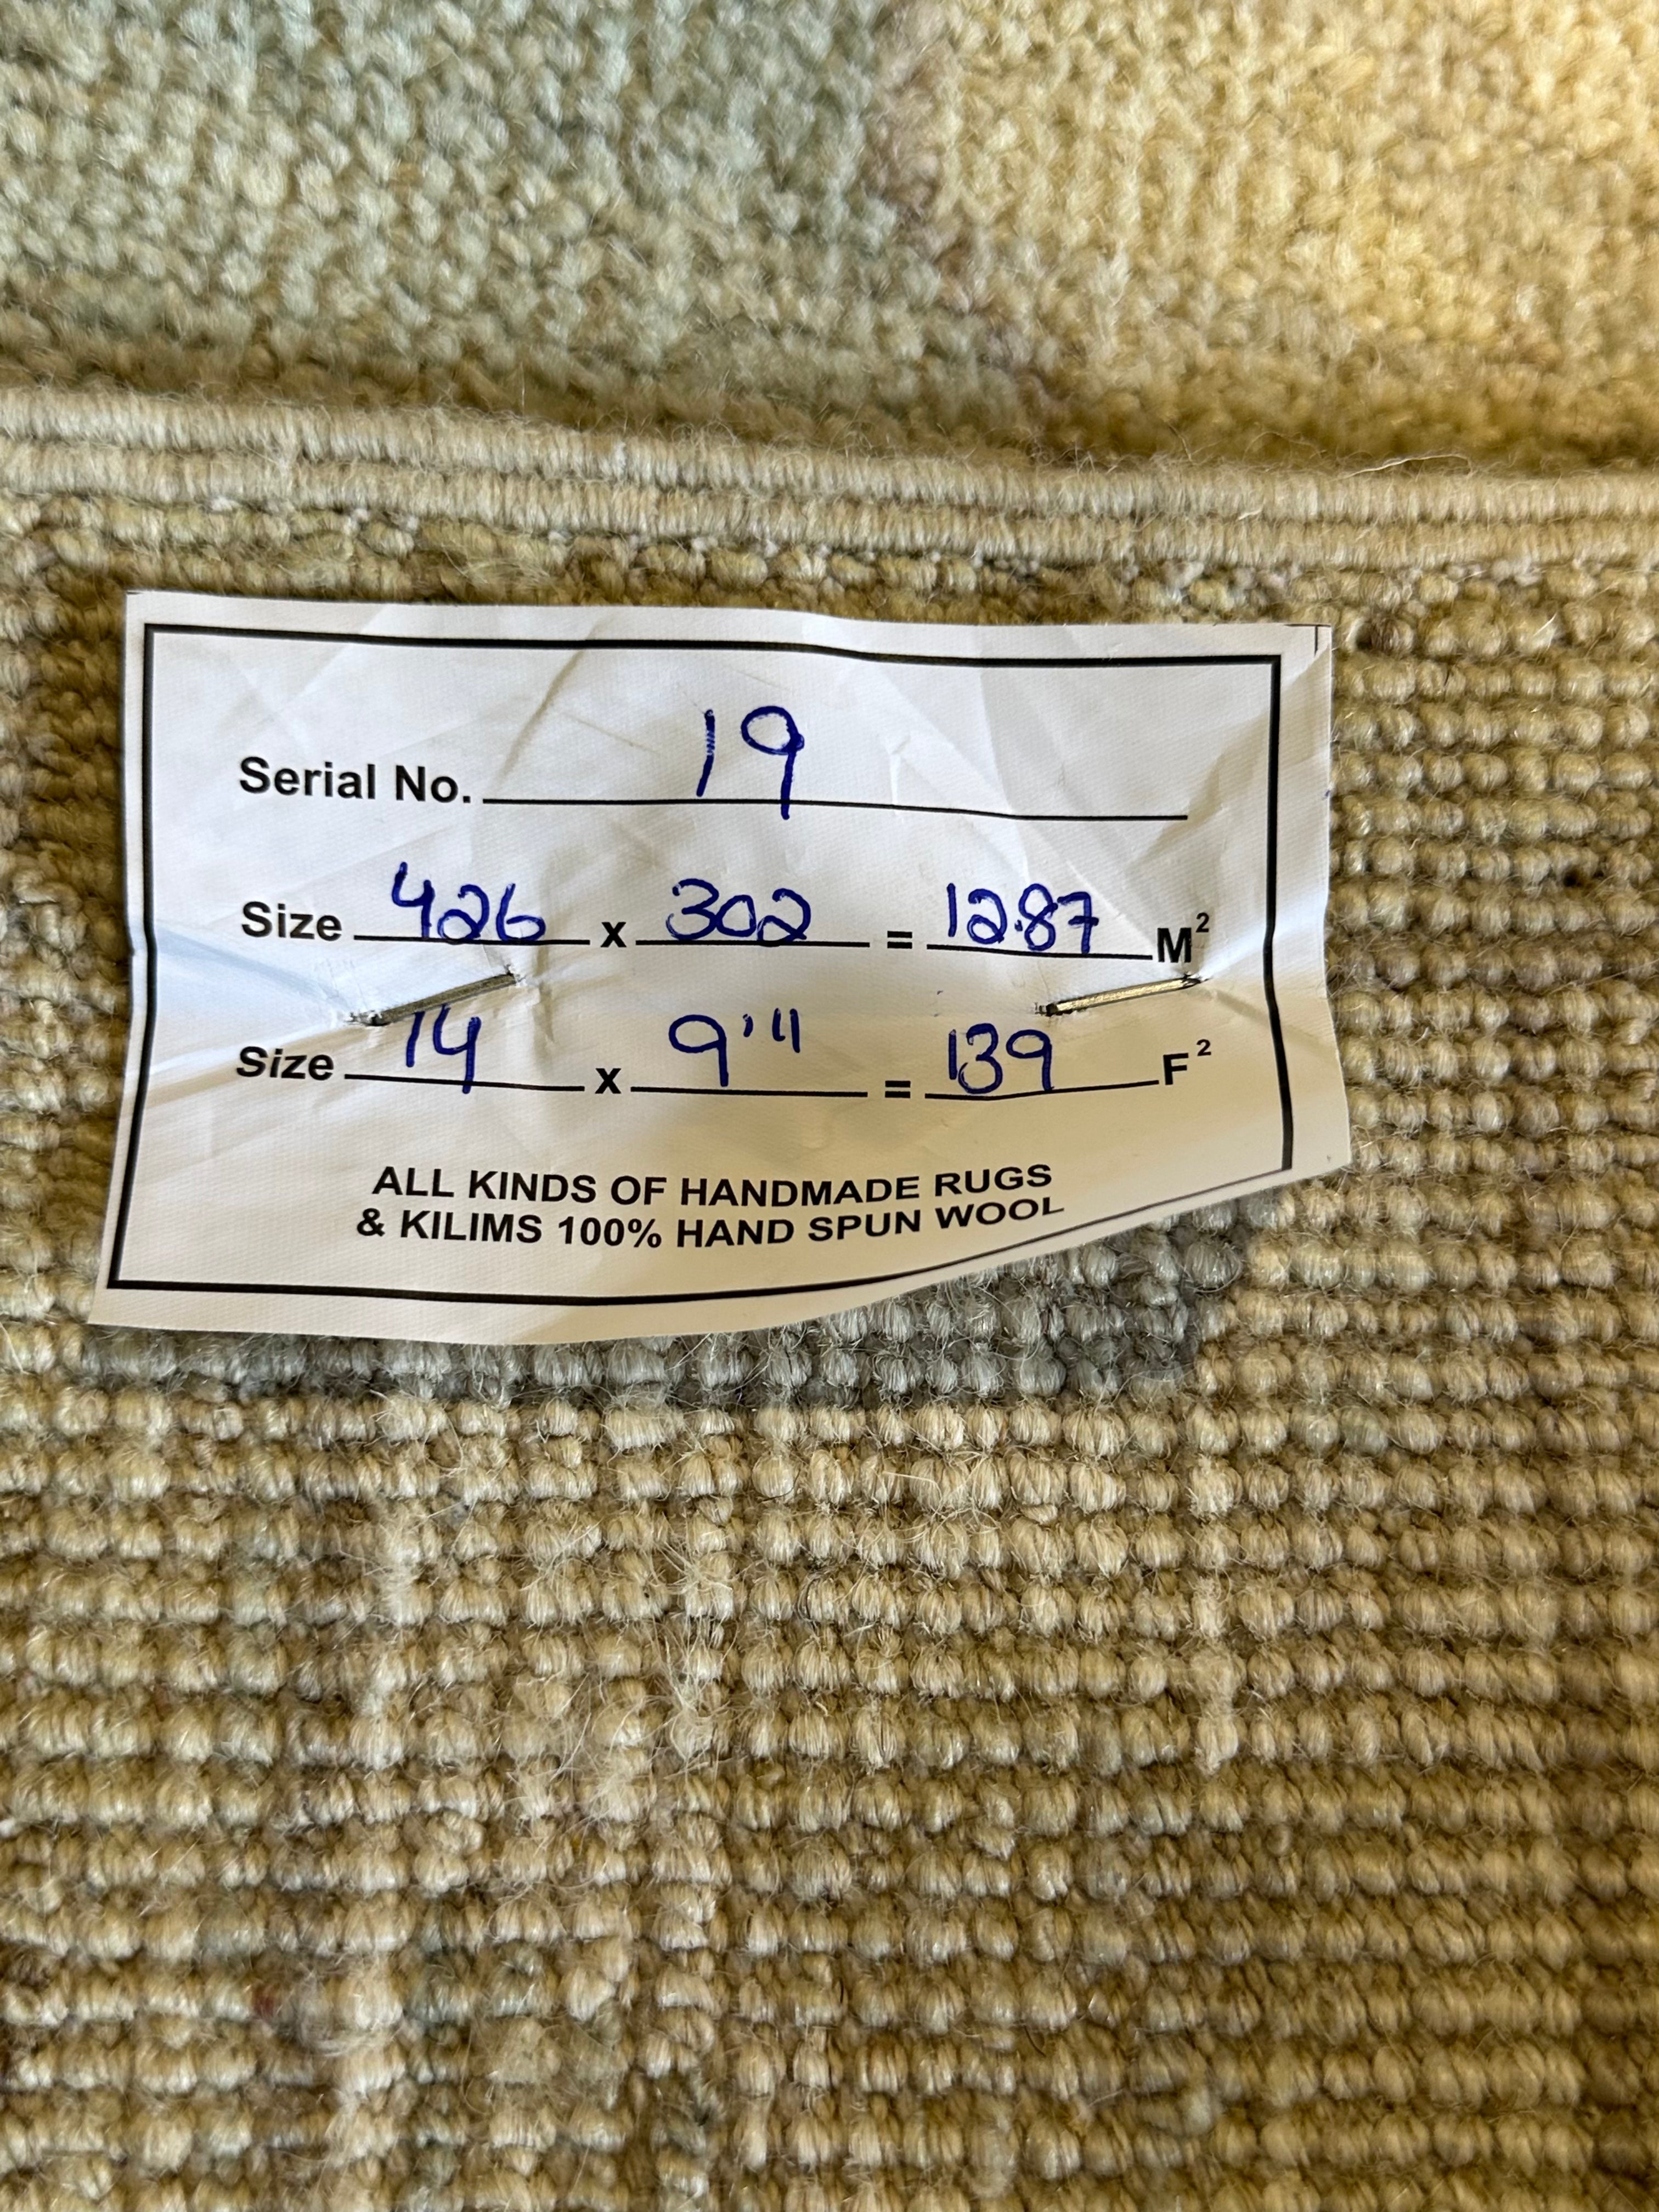 Serial No. 19
Size 426 x 302 = 12.87 M²
Size 14 x 9'11 = 139 F²
ALL KINDS OF HANDMADE RUGS
& KILIMS 100% HAND SPUN WOOL